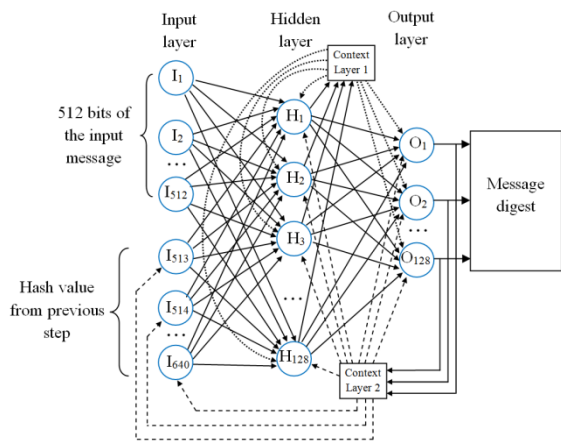 Input
layer
Hidden
layer
Output
layer
Context
Layer 1
512 bits of
the input
message
I1
I2
...
I512
Hash value
from previous
step
I513
I514
...
I640
H1
H2
H3
...
H128
O1
O2
...
O128
Message
digest
Context
Layer 2